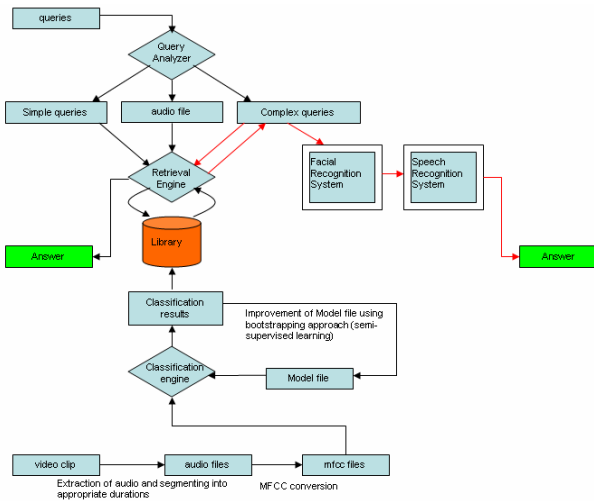 queries
Query
Analyzer
Simple queries
audio file
Complex queries
Retrieval
Engine
Facial
Recognition
System
Speech
Recognition
System
Library
Answer
Answer
Classification
results
Improvement of Model file using
bootstrapping approach (semi-
supervised learning)
Classification
engine
Model file
video clip
audio files
mfcc files
Extraction of audio and segmenting into
appropriate durations
MFCC conversion